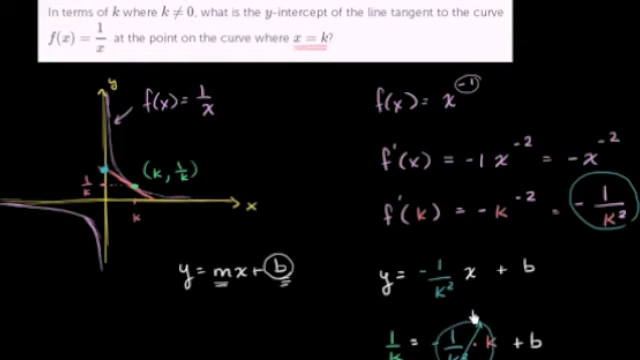 In terms of k where k ≠ 0, what is the y-intercept of the line tangent to the curve
f(x) = 1/x at the point on the curve where x = k?
y
f(x) = 1/x
f(x) = x^-1
(k, 1/k)
f'(x) = -1x^-2 = -x^-2
1/k
k
x
f'(k) = -k^-2 = -1/k²
y = mx + b
y = -1/k² x + b
1/k = -1/k² · k + b